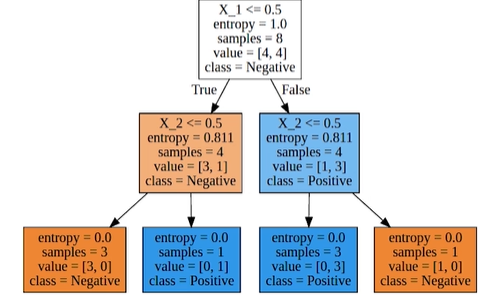 X_1 <= 0.5
entropy = 1.0
samples = 8
value = [4, 4]
class = Negative
True
False
X_2 <= 0.5
entropy = 0.811
samples = 4
value = [3, 1]
class = Negative
X_2 <= 0.5
entropy = 0.811
samples = 4
value = [1, 3]
class = Positive
entropy = 0.0
samples = 3
value = [3, 0]
class = Negative
entropy = 0.0
samples = 1
value = [0, 1]
class = Positive
entropy = 0.0
samples = 3
value = [0, 3]
class = Positive
entropy = 0.0
samples = 1
value = [1, 0]
class = Negative